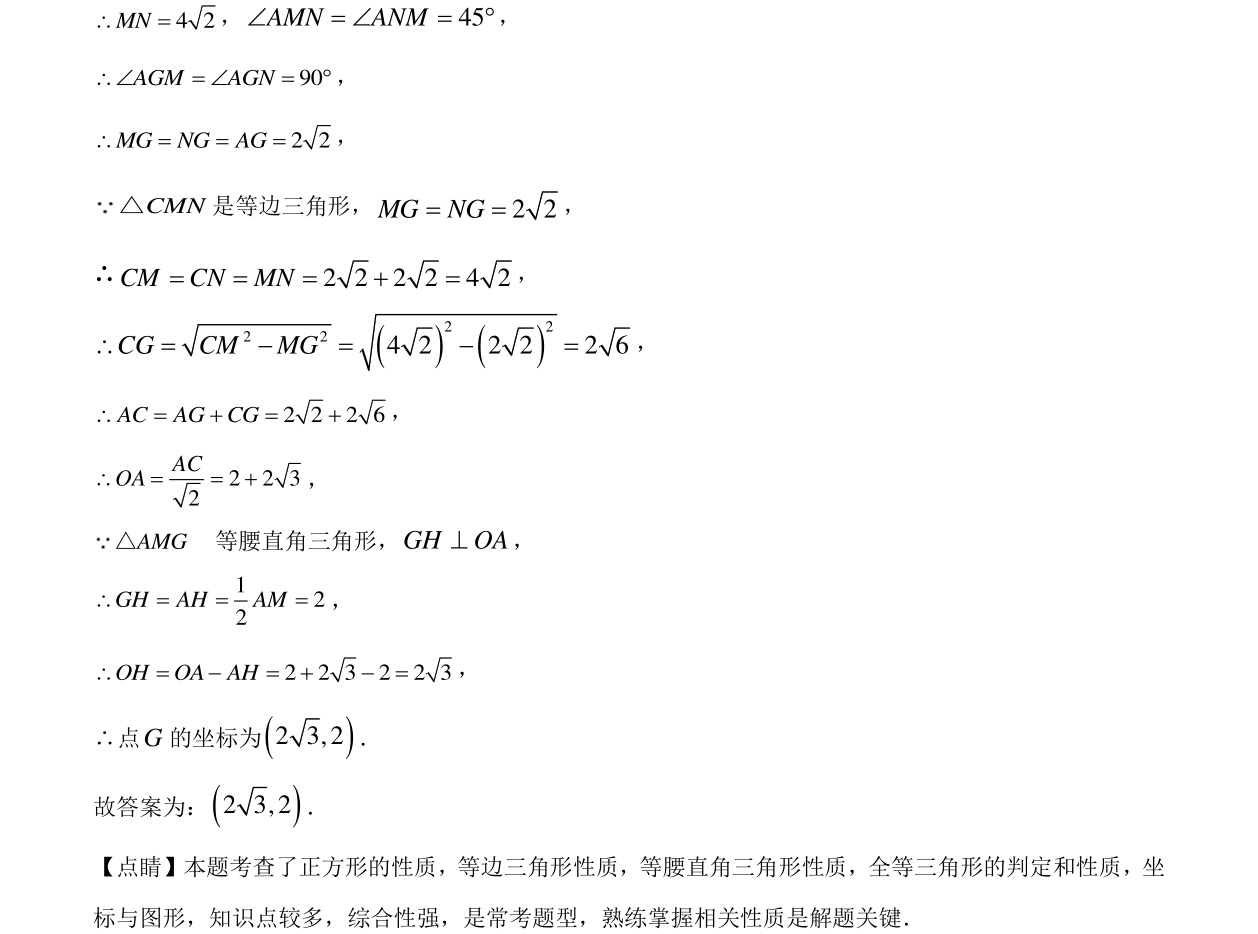 ∴MN=4√2，∠AMN=∠ANM=45°，
∴∠AGM=∠AGN=90°，
∴MG=NG=AG=2√2，
∵△CMN是等边三角形，MG=NG=2√2，
∴CM=CN=MN=2√2+2√2=4√2，
∴CG=√(CM²−MG²)=√((4√2)²−(2√2)²)=2√6，
∴AC=AG+CG=2√2+2√6，
∴OA=AC/√2=2+2√3，
∵△AMG 等腰直角三角形，GH⊥OA，
∴GH=AH=1/2AM=2，
∴OH=OA−AH=2+2√3−2=2√3，
∴点G的坐标为(2√3,2)．
故答案为：(2√3,2)．
【点睛】本题考查了正方形的性质，等边三角形性质，等腰直角三角形性质，全等三角形的判定和性质，坐
标与图形，知识点较多，综合性强，是常考题型，熟练掌握相关性质是解题关键．